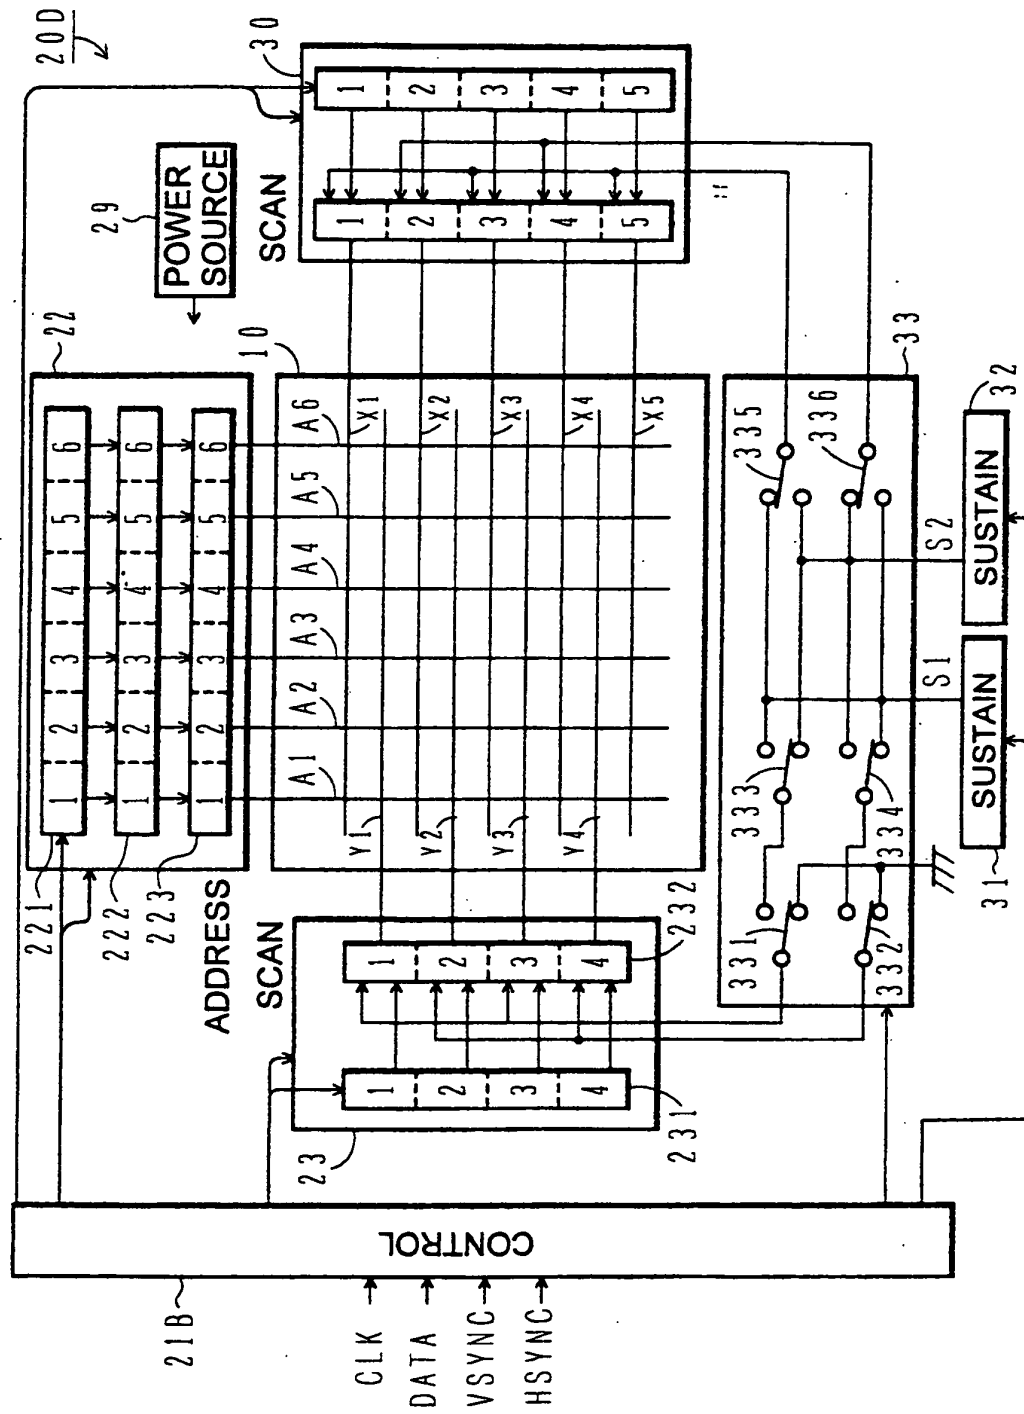 20D
30
1 2 3 4 5
1 2 3 4 5
SCAN
29
POWER
SOURCE
22
1 2 3 4 5 6
1 2 3 4 5 6
1 2 3 4 5 6
221
222
223
ADDRESS
10
A1 A2 A3 A4 A5 A6
X1
X2
X3
X4
X5
Y1
Y2
Y3
Y4
SCAN
1 2 3 4
232
1 2 3 4
231
23
33
331
332
333
334
335
336
S1
S2
SUSTAIN
31
SUSTAIN
32
CONTROL
21B
CLK
DATA
VSYNC
HSYNC